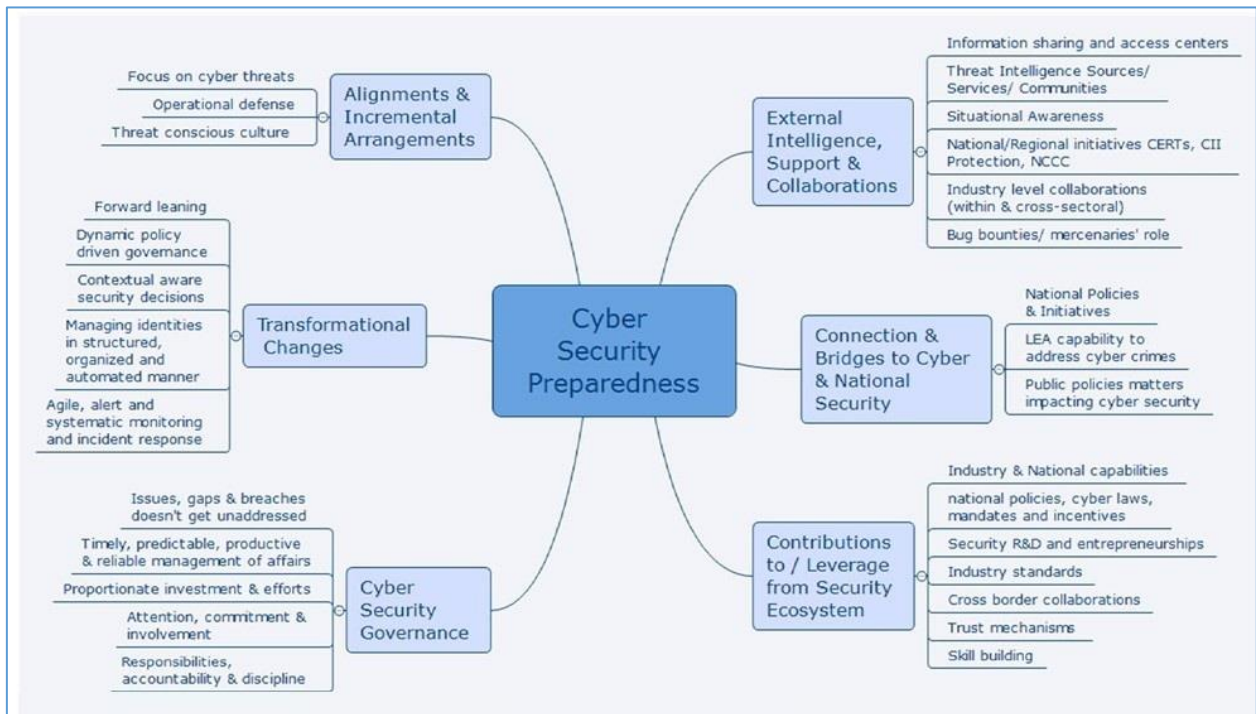 Focus on cyber threats
Operational defense
Threat conscious culture
Alignments &
Incremental
Arrangements
Forward leaning
Dynamic policy
driven governance
Contextual aware
security decisions
Managing identities
in structured,
organized and
automated manner
Agile, alert and
systematic monitoring
and incident response
Transformational
Changes
Issues, gaps & breaches
doesn't get unaddressed
Timely, predictable, productive
& reliable management of affairs
Proportionate investment & efforts
Attention, commitment &
involvement
Responsibilities,
accountability & discipline
Cyber
Security
Governance
Cyber
Security
Preparedness
External
Intelligence,
Support &
Collaborations
Information sharing and access centers
Threat Intelligence Sources/
Services/ Communities
Situational Awareness
National/Regional initiatives CERTs, CII
Protection, NCCC
Industry level collaborations
(within & cross-sectoral)
Bug bounties/ mercenaries' role
Connection &
Bridges to Cyber
& National
Security
National Policies
& Initiatives
LEA capability to
address cyber crimes
Public policies matters
impacting cyber security
Contributions
to / Leverage
from Security
Ecosystem
Industry & National capabilities
national policies, cyber laws,
mandates and incentives
Security R&D and entrepreneurships
Industry standards
Cross border collaborations
Trust mechanisms
Skill building